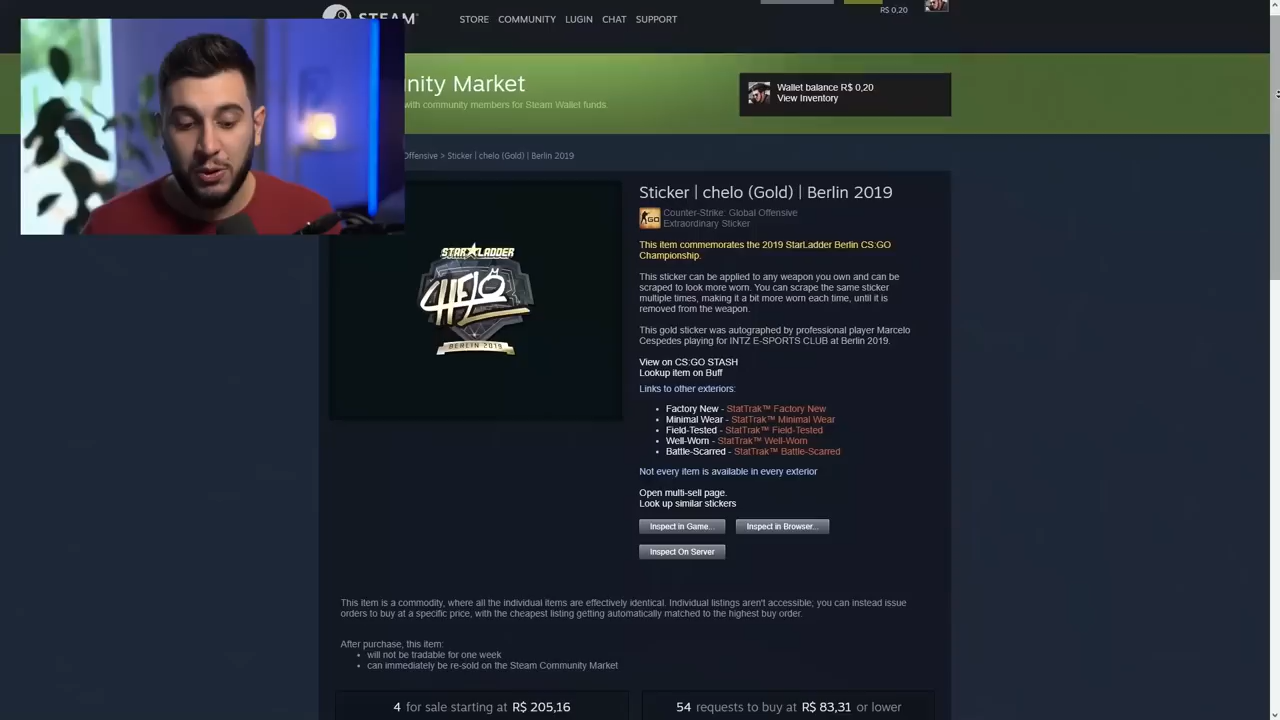 STEAM
STORE COMMUNITY LOGIN CHAT SUPPORT
R$ 0,20
nity Market
with community members for Steam Wallet funds.
Wallet balance R$ 0,20
View Inventory
Offensive > Sticker | chelo (Gold) | Berlin 2019
STAR LADDER
CHELO
BERLIN 2019
Sticker | chelo (Gold) | Berlin 2019
GO
Counter-Strike: Global Offensive
Extraordinary Sticker
This item commemorates the 2019 StarLadder Berlin CS:GO
Championship.
This sticker can be applied to any weapon you own and can be
scraped to look more worn. You can scrape the same sticker
multiple times, making it a bit more worn each time, until it is
removed from the weapon.
This gold sticker was autographed by professional player Marcelo
Cespedes playing for INTZ E-SPORTS CLUB at Berlin 2019.
View on CS:GO STASH
Lookup item on Buff
Links to other exteriors:
• Factory New - StatTrak™ Factory New
• Minimal Wear - StatTrak™ Minimal Wear
• Field-Tested - StatTrak™ Field-Tested
• Well-Worn - StatTrak™ Well-Worn
• Battle-Scarred - StatTrak™ Battle-Scarred
Not every item is available in every exterior
Open multi-sell page.
Look up similar stickers
Inspect in Game... Inspect in Browser...
Inspect On Server
This item is a commodity, where all the individual items are effectively identical. Individual listings aren't accessible; you can instead issue
orders to buy at a specific price, with the cheapest listing getting automatically matched to the highest buy order.
After purchase, this item:
• will not be tradable for one week
• can immediately be re-sold on the Steam Community Market
4 for sale starting at R$ 205,16
54 requests to buy at R$ 83,31 or lower